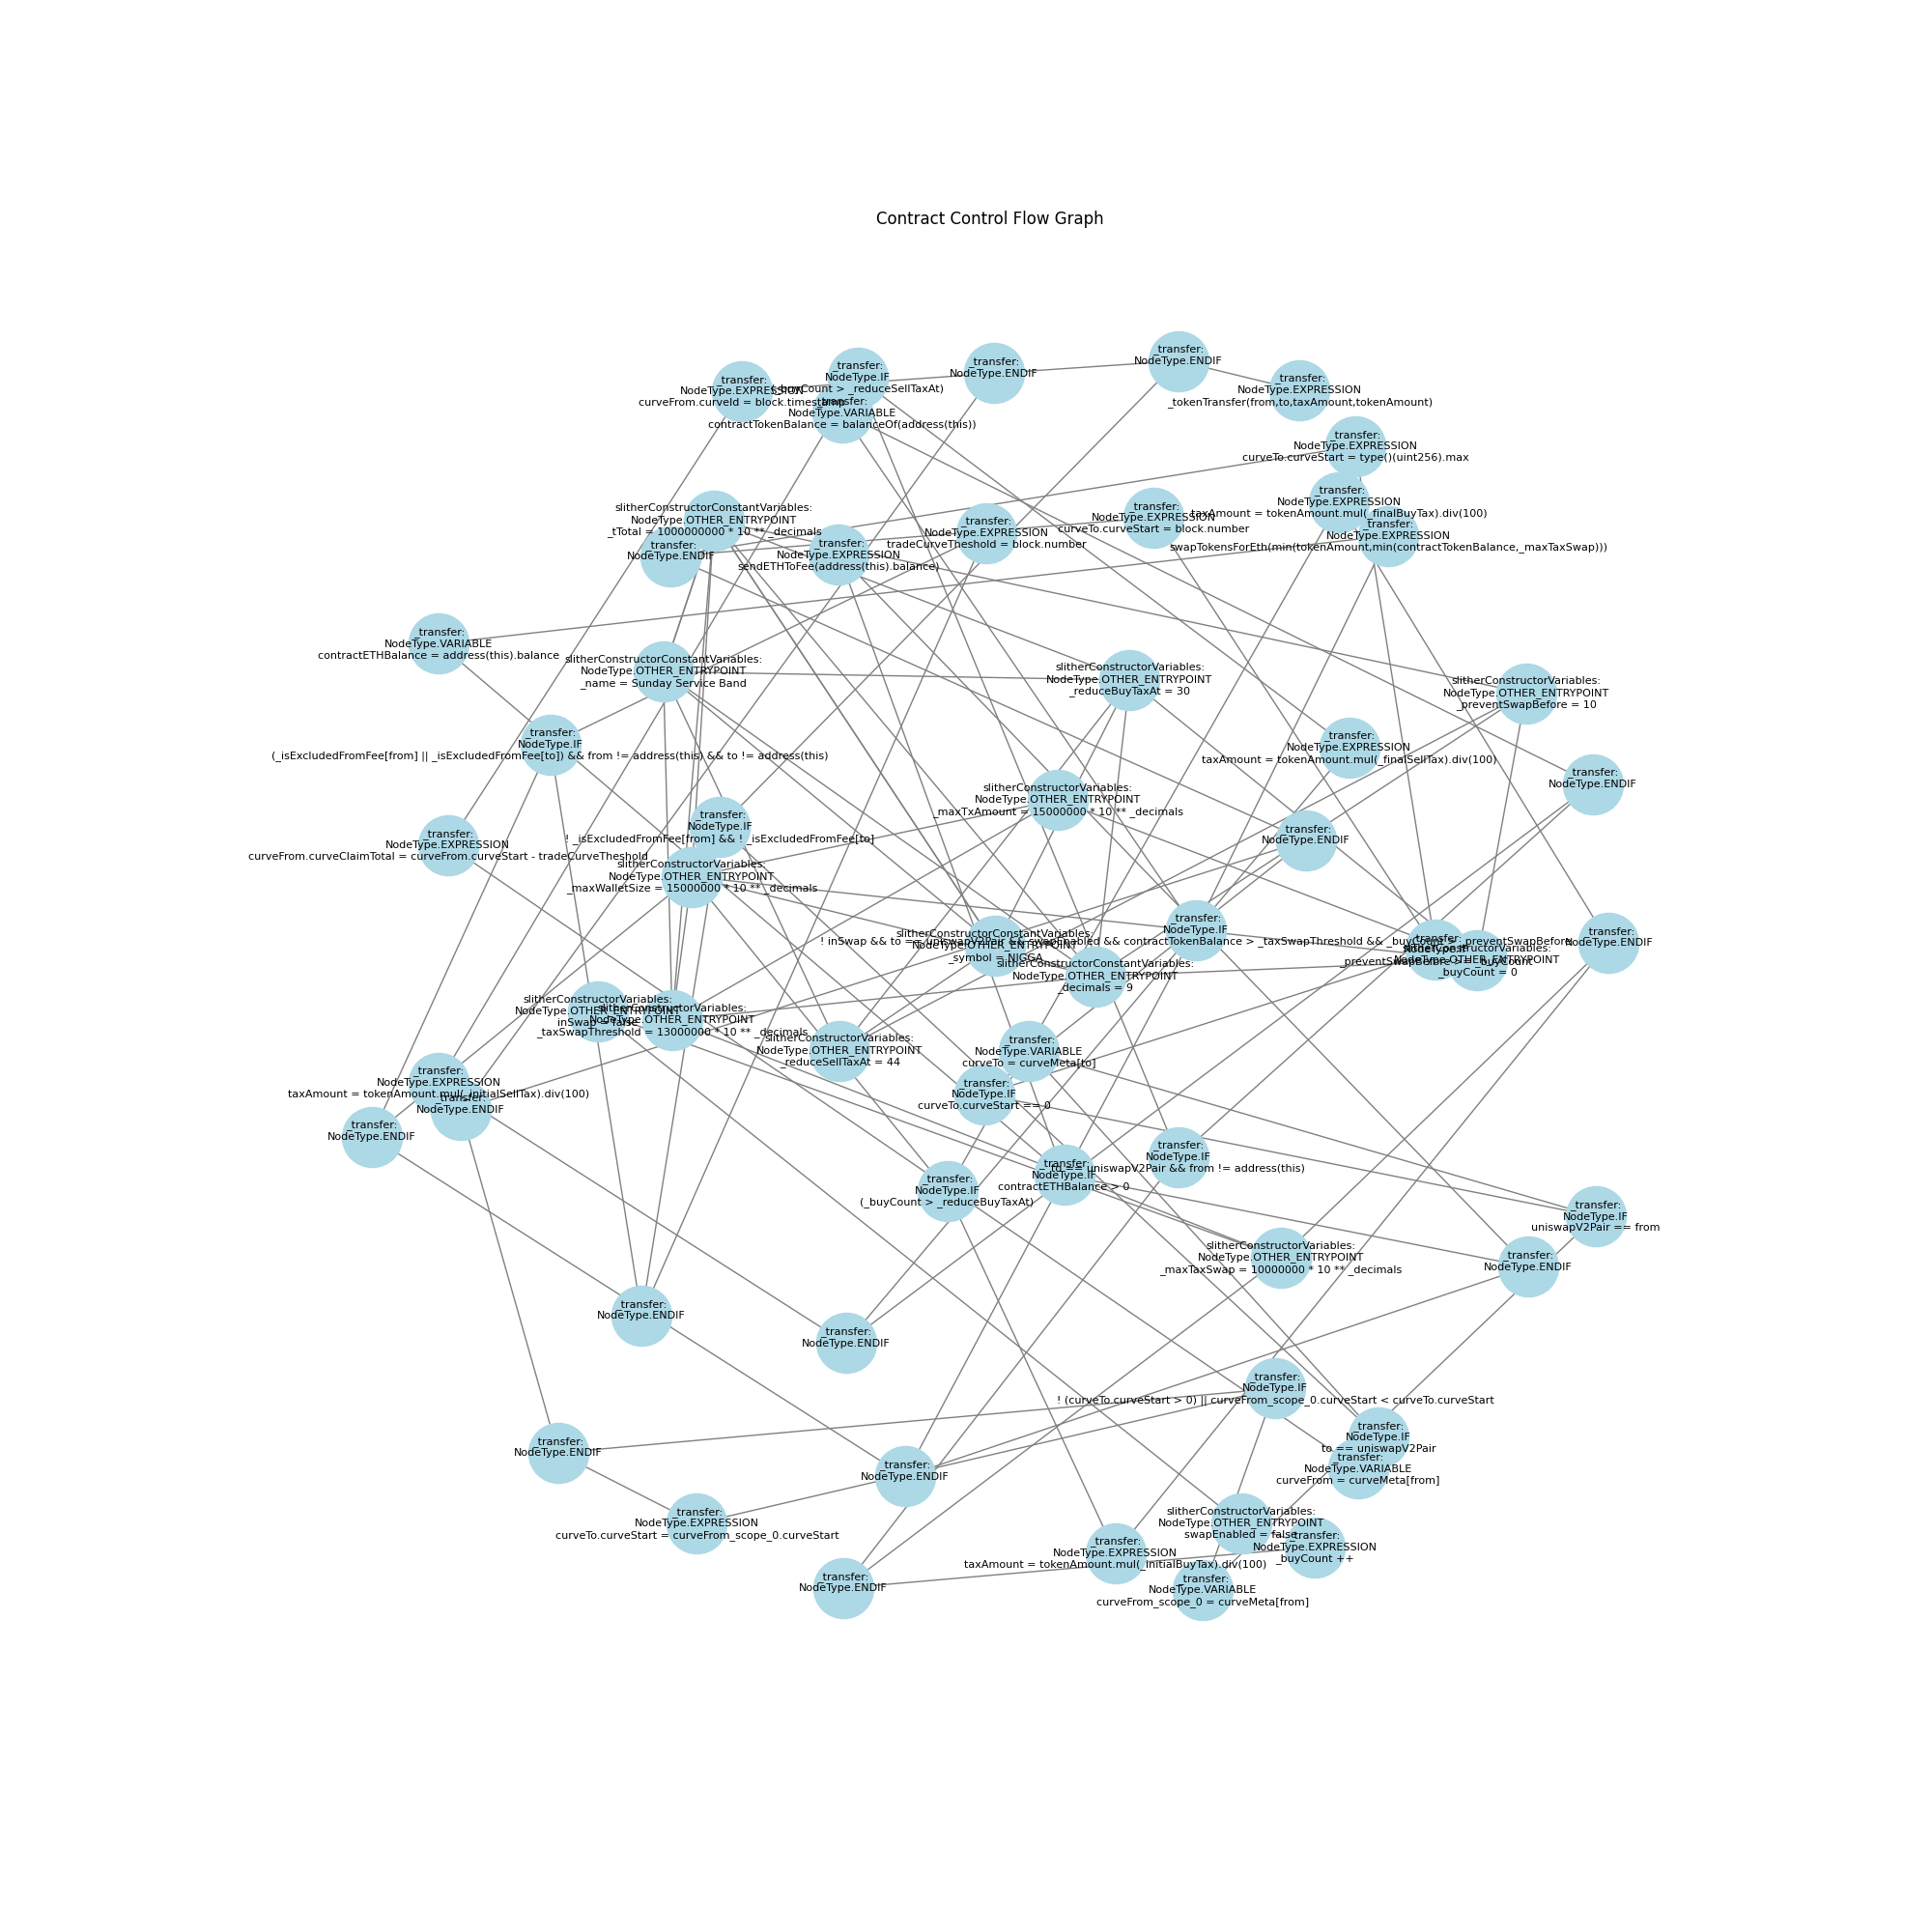 Contract Control Flow Graph
_transfer:
NodeType.ENDIF
_transfer:
NodeType.ENDIF
_transfer:
NodeType.IF
(_buyCount > _reduceSellTaxAt)
_transfer:
NodeType.EXPRESSION
curveFrom.curveId = block.timestamp
_transfer:
NodeType.EXPRESSION
_tokenTransfer(from,to,taxAmount,tokenAmount)
_transfer:
NodeType.VARIABLE
contractTokenBalance = balanceOf(address(this))
_transfer:
NodeType.EXPRESSION
curveTo.curveStart = type()(uint256).max
_transfer:
NodeType.EXPRESSION
taxAmount = tokenAmount.mul(_finalBuyTax).div(100)
slitherConstructorConstantVariables:
NodeType.OTHER_ENTRYPOINT
_tTotal = 1000000000 * 10 ** _decimals
_transfer:
NodeType.EXPRESSION
curveTo.curveStart = block.number
_transfer:
NodeType.EXPRESSION
tradeCurveTheshold = block.number
_transfer:
NodeType.EXPRESSION
swapTokensForEth(min(tokenAmount,min(contractTokenBalance,_maxTaxSwap)))
_transfer:
NodeType.ENDIF
_transfer:
NodeType.EXPRESSION
sendETHToFee(address(this).balance)
_transfer:
NodeType.VARIABLE
contractETHBalance = address(this).balance
slitherConstructorConstantVariables:
NodeType.OTHER_ENTRYPOINT
_name = Sunday Service Band
slitherConstructorVariables:
NodeType.OTHER_ENTRYPOINT
_reduceBuyTaxAt = 30
slitherConstructorVariables:
NodeType.OTHER_ENTRYPOINT
_preventSwapBefore = 10
_transfer:
NodeType.IF
(_isExcludedFromFee[from] || _isExcludedFromFee[to]) && from != address(this) && to != address(this)
_transfer:
NodeType.EXPRESSION
taxAmount = tokenAmount.mul(_finalSellTax).div(100)
_transfer:
NodeType.ENDIF
slitherConstructorVariables:
NodeType.OTHER_ENTRYPOINT
_maxTxAmount = 15000000 * 10 ** _decimals
_transfer:
NodeType.IF
! _isExcludedFromFee[from] && ! _isExcludedFromFee[to]
_transfer:
NodeType.ENDIF
_transfer:
NodeType.EXPRESSION
curveFrom.curveClaimTotal = curveFrom.curveStart - tradeCurveTheshold
slitherConstructorVariables:
NodeType.OTHER_ENTRYPOINT
_maxWalletSize = 15000000 * 10 ** _decimals
_transfer:
NodeType.IF
! inSwap && to == uniswapV2Pair && swapEnabled && contractTokenBalance > _taxSwapThreshold && _buyCount > _preventSwapBefore
slitherConstructorConstantVariables:
NodeType.OTHER_ENTRYPOINT
_symbol = NIGGA
_transfer:
NodeType.IF
_preventSwapBefore >= _buyCount
slitherConstructorVariables:
NodeType.OTHER_ENTRYPOINT
_buyCount = 0
_transfer:
NodeType.ENDIF
slitherConstructorConstantVariables:
NodeType.OTHER_ENTRYPOINT
_decimals = 9
slitherConstructorVariables:
NodeType.OTHER_ENTRYPOINT
inSwap = false
slitherConstructorVariables:
NodeType.OTHER_ENTRYPOINT
_taxSwapThreshold = 13000000 * 10 ** _decimals
slitherConstructorVariables:
NodeType.OTHER_ENTRYPOINT
_reduceSellTaxAt = 44
_transfer:
NodeType.VARIABLE
curveTo = curveMeta[to]
_transfer:
NodeType.EXPRESSION
taxAmount = tokenAmount.mul(_initialSellTax).div(100)
_transfer:
NodeType.ENDIF
_transfer:
NodeType.IF
curveTo.curveStart == 0
_transfer:
NodeType.ENDIF
_transfer:
NodeType.IF
to == uniswapV2Pair && from != address(this)
_transfer:
NodeType.IF
contractETHBalance > 0
_transfer:
NodeType.IF
(_buyCount > _reduceBuyTaxAt)
_transfer:
NodeType.IF
uniswapV2Pair == from
slitherConstructorVariables:
NodeType.OTHER_ENTRYPOINT
_maxTaxSwap = 10000000 * 10 ** _decimals
_transfer:
NodeType.ENDIF
_transfer:
NodeType.ENDIF
_transfer:
NodeType.ENDIF
_transfer:
NodeType.IF
! (curveTo.curveStart > 0) || curveFrom_scope_0.curveStart < curveTo.curveStart
_transfer:
NodeType.IF
to == uniswapV2Pair
_transfer:
NodeType.VARIABLE
curveFrom = curveMeta[from]
_transfer:
NodeType.ENDIF
_transfer:
NodeType.ENDIF
_transfer:
NodeType.EXPRESSION
curveTo.curveStart = curveFrom_scope_0.curveStart
slitherConstructorVariables:
NodeType.OTHER_ENTRYPOINT
swapEnabled = false
_transfer:
NodeType.EXPRESSION
_buyCount ++
_transfer:
NodeType.EXPRESSION
taxAmount = tokenAmount.mul(_initialBuyTax).div(100)
_transfer:
NodeType.ENDIF
_transfer:
NodeType.VARIABLE
curveFrom_scope_0 = curveMeta[from]